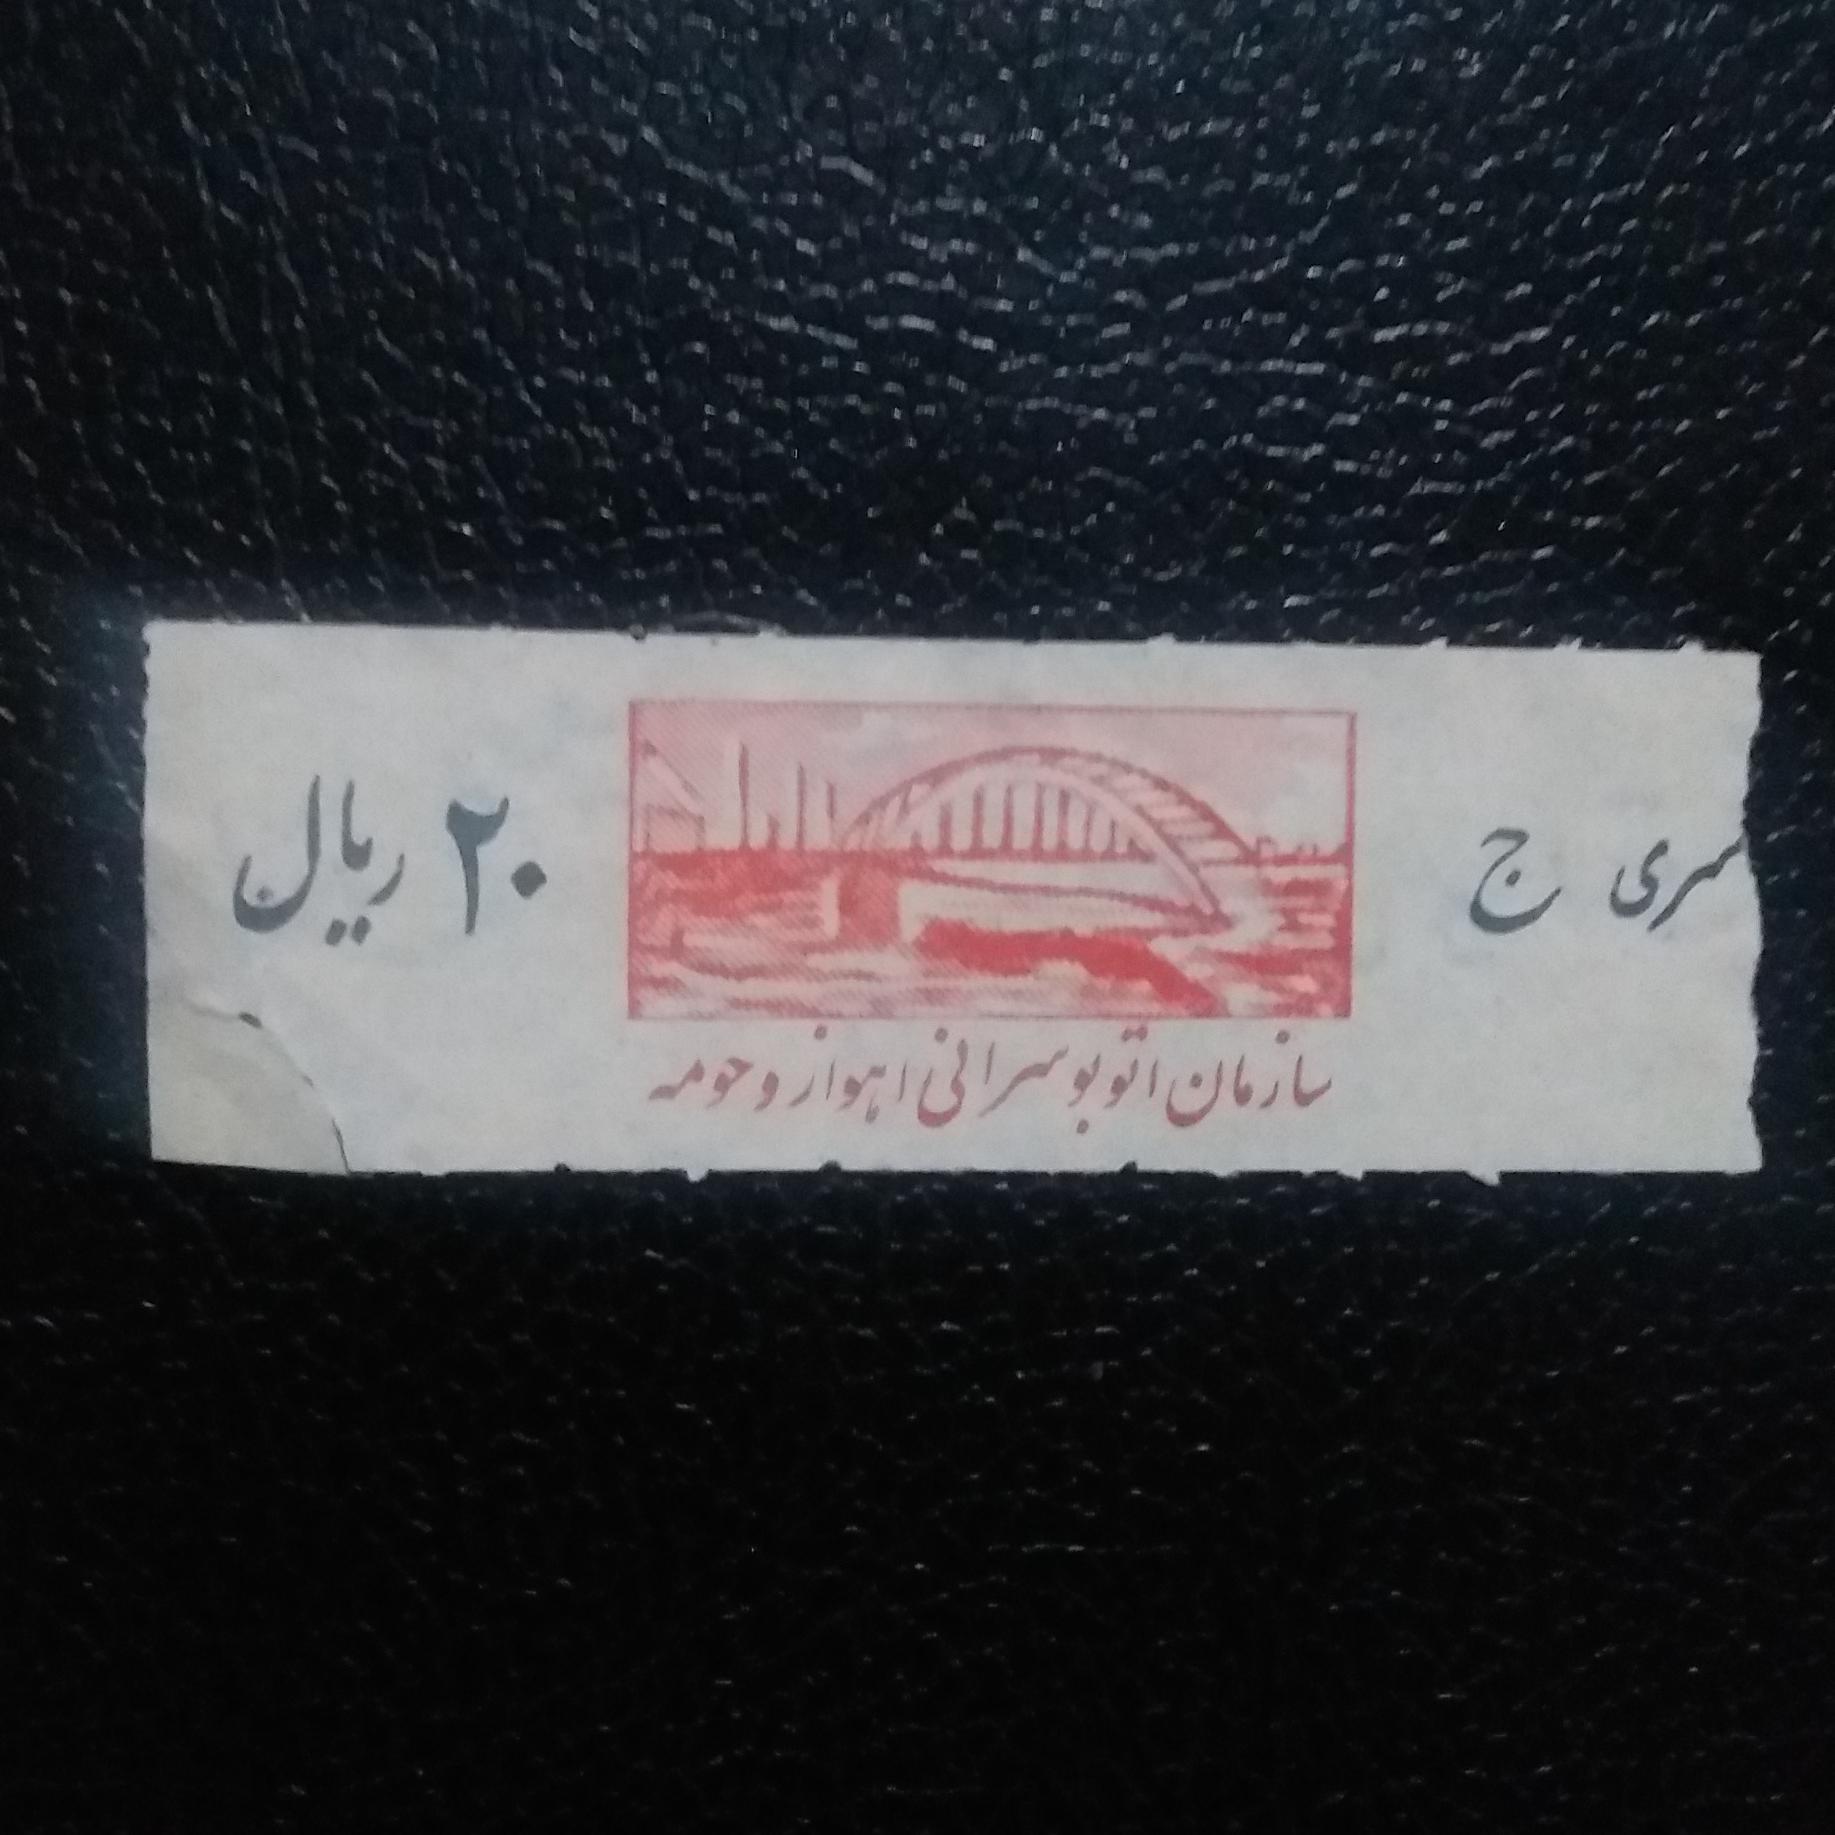 سری ج
۲۰ ریال
سازمان اتوبوسرانی اهواز و حومه